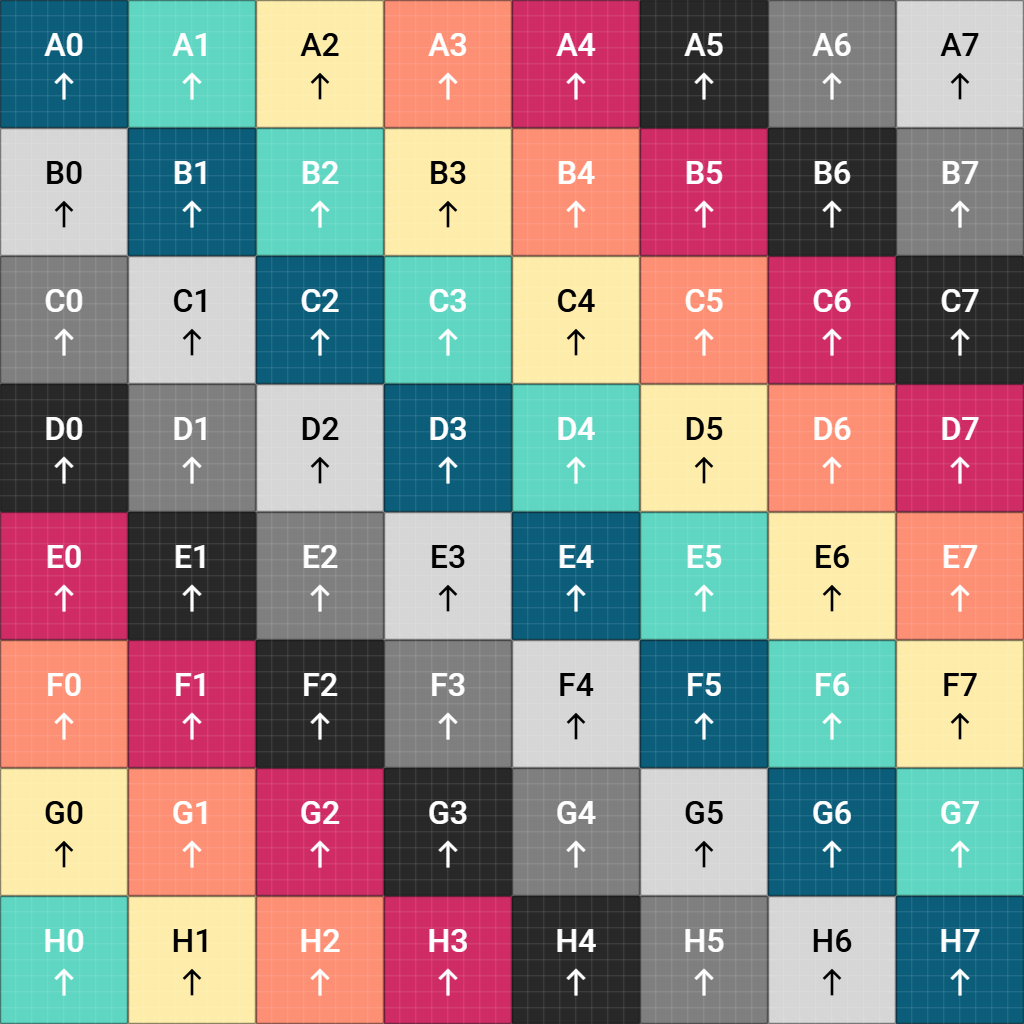 A0 A1 A2 A3 A4 A5 A6 A7
↑ ↑ ↑ ↑ ↑ ↑ ↑ ↑
B0 B1 B2 B3 B4 B5 B6 B7
↑ ↑ ↑ ↑ ↑ ↑ ↑ ↑
C0 C1 C2 C3 C4 C5 C6 C7
↑ ↑ ↑ ↑ ↑ ↑ ↑ ↑
D0 D1 D2 D3 D4 D5 D6 D7
↑ ↑ ↑ ↑ ↑ ↑ ↑ ↑
E0 E1 E2 E3 E4 E5 E6 E7
↑ ↑ ↑ ↑ ↑ ↑ ↑ ↑
F0 F1 F2 F3 F4 F5 F6 F7
↑ ↑ ↑ ↑ ↑ ↑ ↑ ↑
G0 G1 G2 G3 G4 G5 G6 G7
↑ ↑ ↑ ↑ ↑ ↑ ↑ ↑
H0 H1 H2 H3 H4 H5 H6 H7
↑ ↑ ↑ ↑ ↑ ↑ ↑ ↑